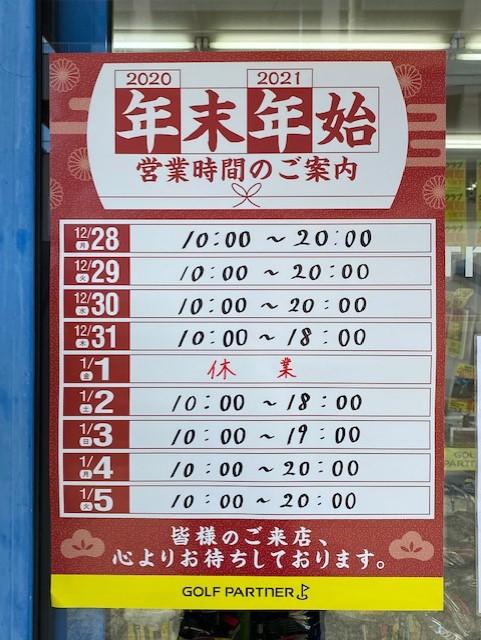 2020 2021
年末年始
営業時間のご案内
12/28 月 10:00 ~ 20:00
12/29 火 10:00 ~ 20:00
12/30 水 10:00 ~ 20:00
12/31 木 10:00 ~ 18:00
1/1 金 休業
1/2 土 10:00 ~ 18:00
1/3 日 10:00 ~ 19:00
1/4 月 10:00 ~ 20:00
1/5 火 10:00 ~ 20:00
皆様のご来店、
心よりお待ちしております。
GOLF PARTNER